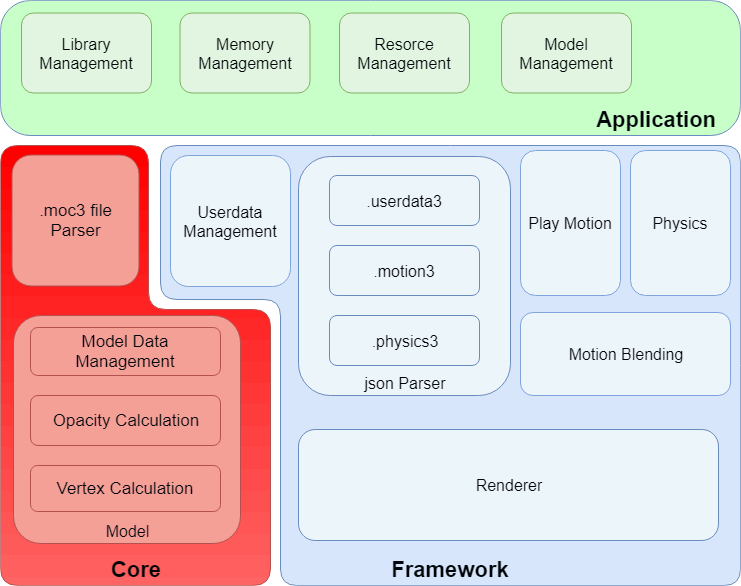 Library
Management
Memory
Management
Resorce
Management
Model
Management
Application
.moc3 file
Parser
Model Data
Management
Opacity Calculation
Vertex Calculation
Model
Core
Userdata
Management
.userdata3
.motion3
.physics3
json Parser
Play Motion
Physics
Motion Blending
Renderer
Framework